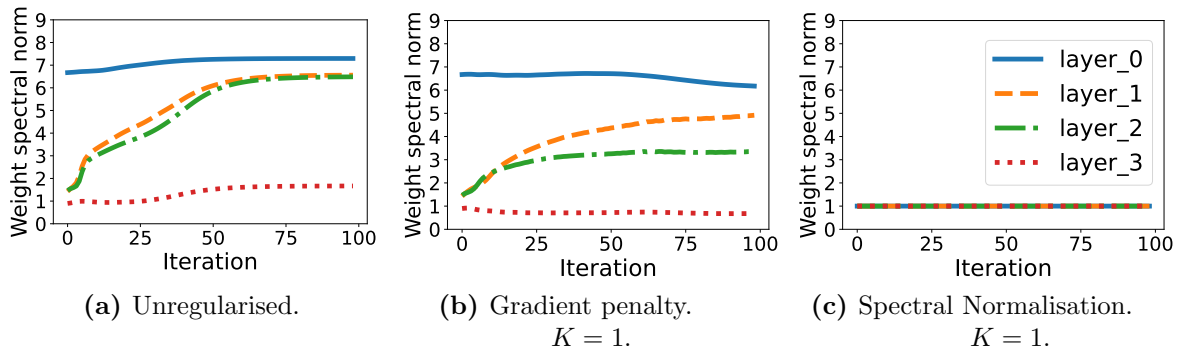 Weight spectral norm
9
8
7
6
5
4
3
2
1
0
0 25 50 75 100
Iteration
(a) Unregularised.
Weight spectral norm
9
8
7
6
5
4
3
2
1
0
0 25 50 75 100
Iteration
(b) Gradient penalty.
K = 1.
Weight spectral norm
9
8
7
6
5
4
3
2
1
0
0 25 50 75 100
Iteration
layer_0
layer_1
layer_2
layer_3
(c) Spectral Normalisation.
K = 1.